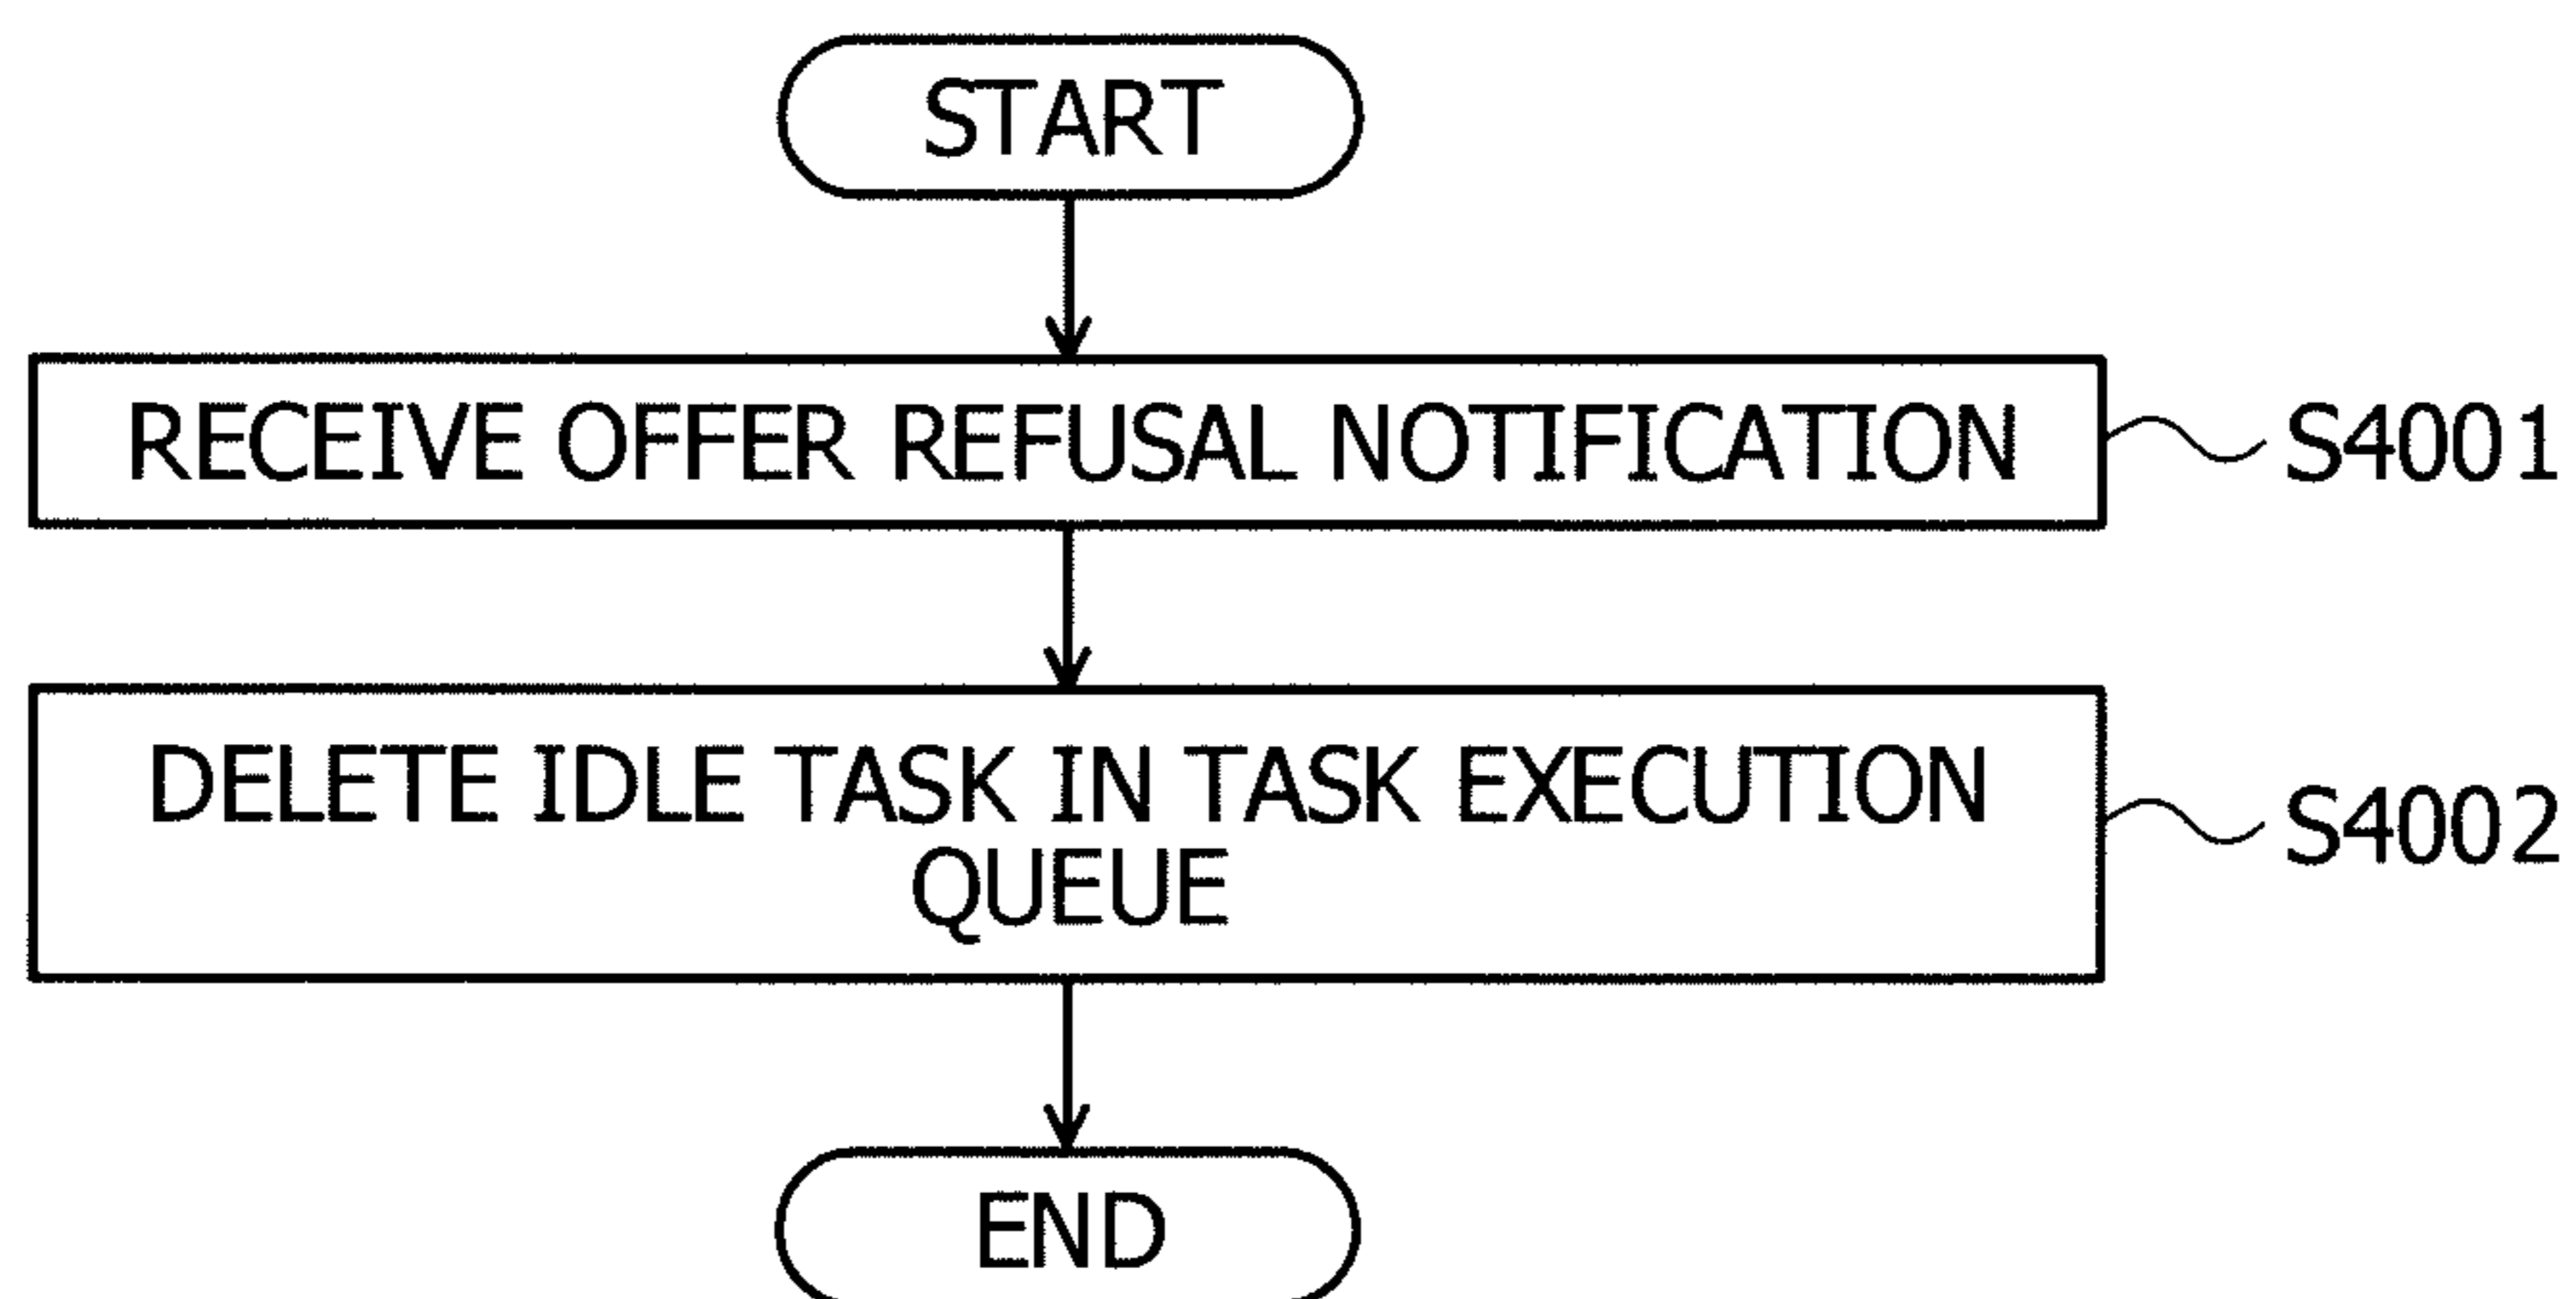 START
RECEIVE OFFER REFUSAL NOTIFICATION
S4001
DELETE IDLE TASK IN TASK EXECUTION
QUEUE
S4002
END